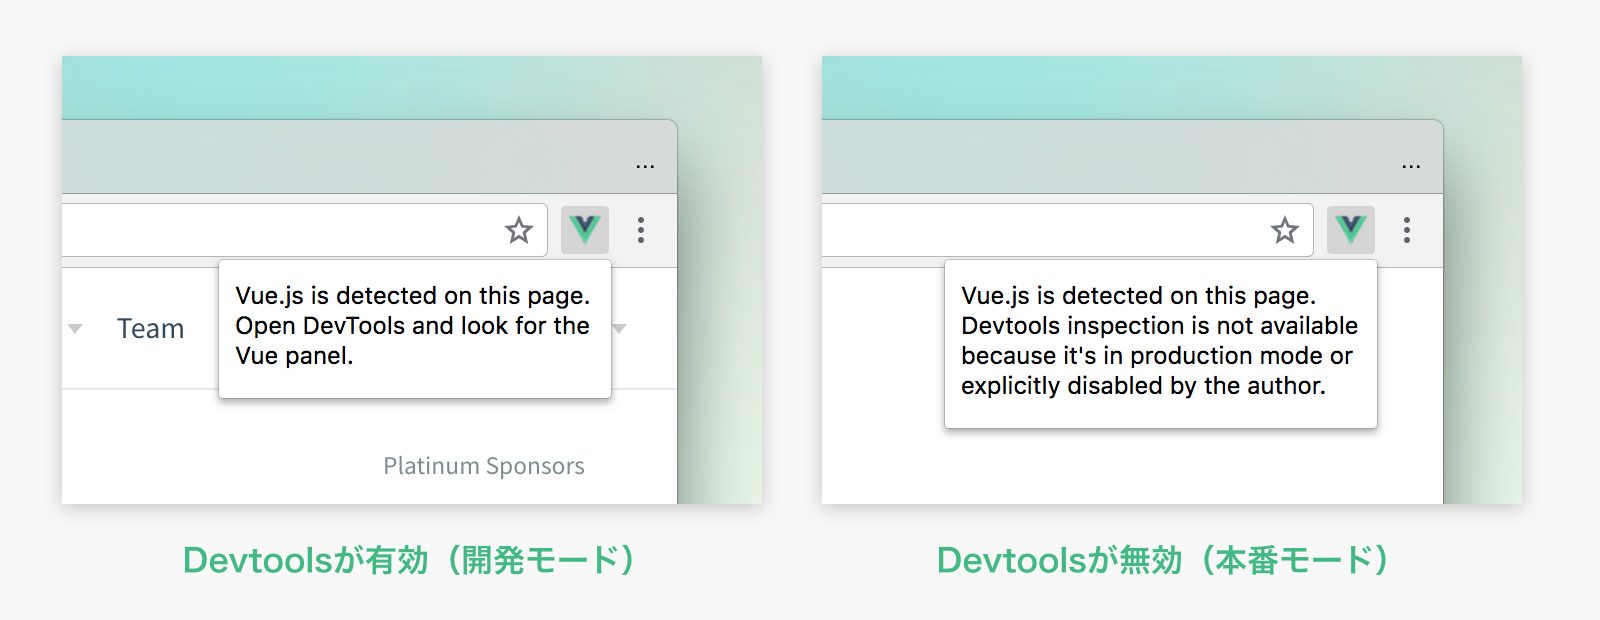 ...
Vue.js is detected on this page.
Open DevTools and look for the
Vue panel.
Team
Platinum Sponsors
Devtoolsが有効（開発モード）
...
Vue.js is detected on this page.
Devtools inspection is not available
because it's in production mode or
explicitly disabled by the author.
Devtoolsが無効（本番モード）